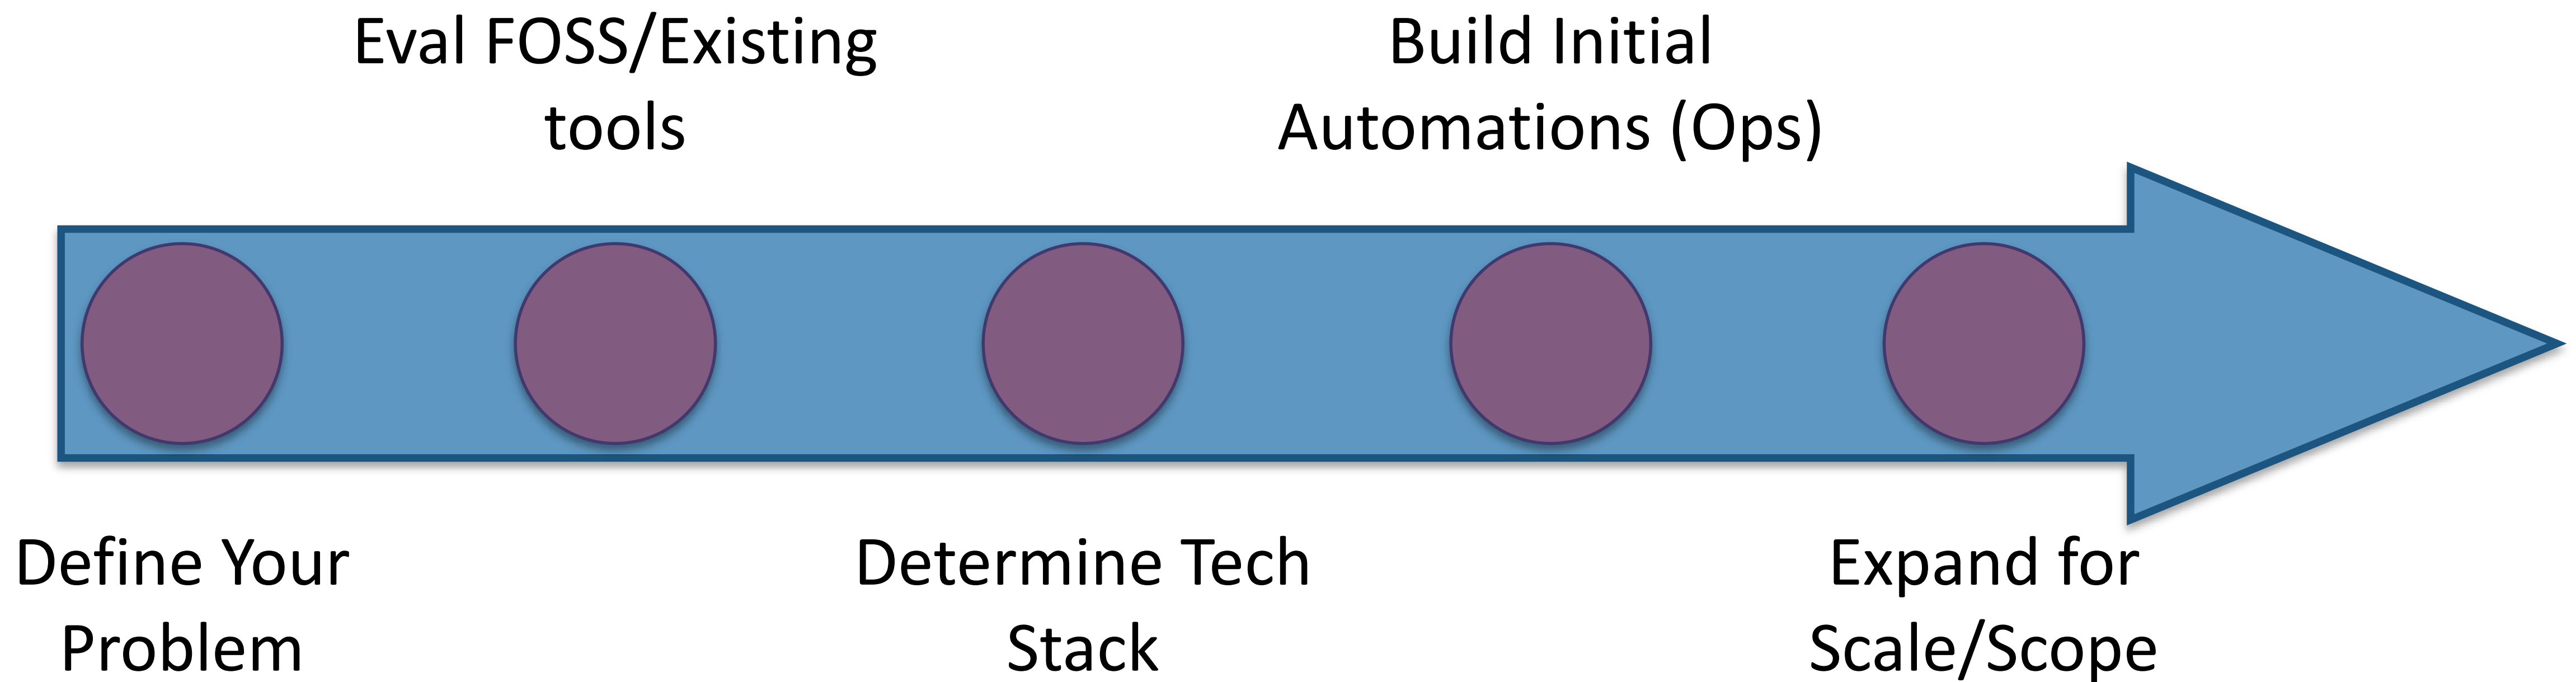 Eval FOSS/Existing
tools
Build Initial
Automations (Ops)
Define Your
Problem
Determine Tech
Stack
Expand for
Scale/Scope